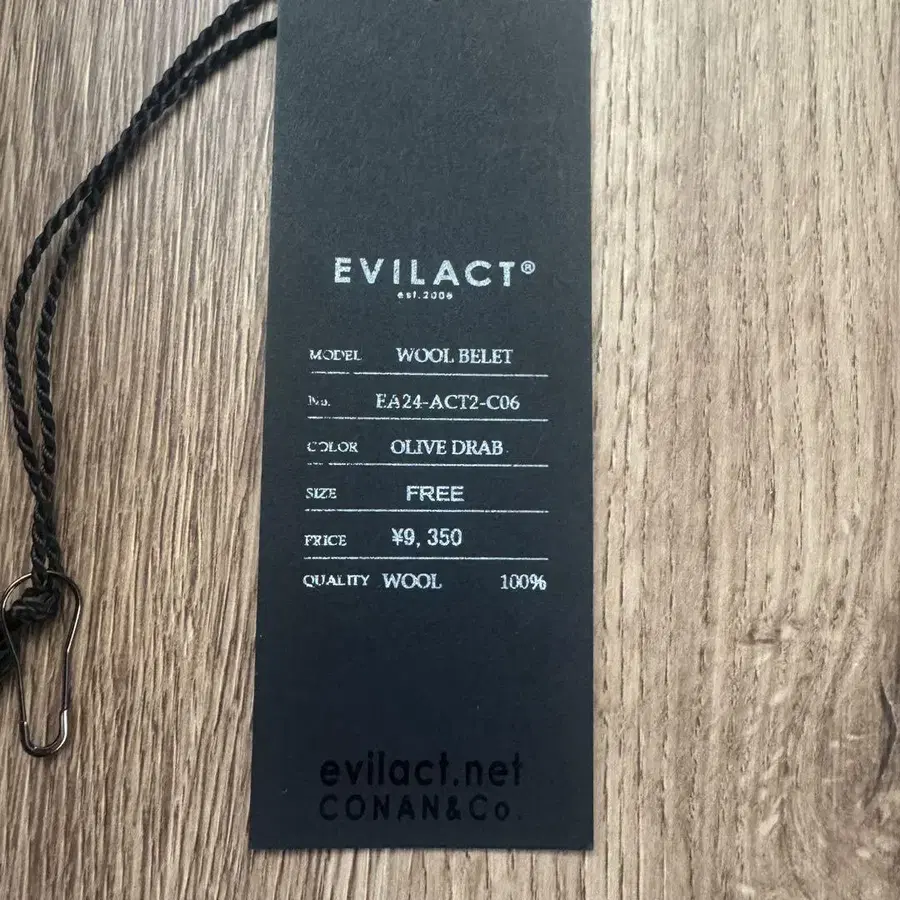 EVILACT®
est.2006
MODEL WOOL BELET
No. EA24-ACT2-C06
COLOR OLIVE DRAB
SIZE FREE
PRICE ¥9, 350
QUALITY WOOL 100%
evilact.net
CONAN&Co.